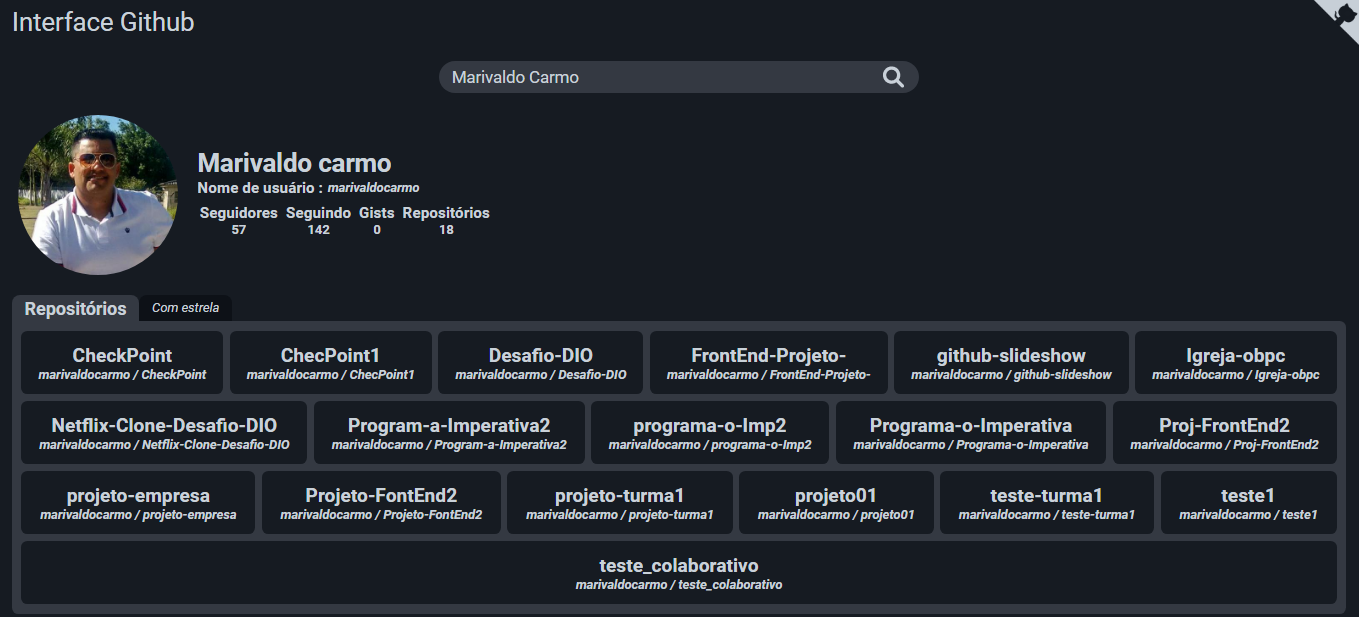 Interface Github
Marivaldo Carmo
Marivaldo carmo
Nome de usuário : marivaldocarmo
Seguidores Seguindo Gists Repositórios
57 142 0 18
Repositórios Com estrela
CheckPoint ChecPoint1 Desafio-DIO FrontEnd-Projeto- github-slideshow Igreja-obpc
marivaldocarmo / CheckPoint marivaldocarmo / ChecPoint1 marivaldocarmo / Desafio-DIO marivaldocarmo / FrontEnd-Projeto- marivaldocarmo / github-slideshow marivaldocarmo / Igreja-obpc
Netflix-Clone-Desafio-DIO Program-a-Imperativa2 programa-o-Imp2 Programa-o-Imperativa Proj-FrontEnd2
marivaldocarmo / Netflix-Clone-Desafio-DIO marivaldocarmo / Program-a-Imperativa2 marivaldocarmo / programa-o-Imp2 marivaldocarmo / Programa-o-Imperativa marivaldocarmo / Proj-FrontEnd2
projeto-empresa Projeto-FontEnd2 projeto-turma1 projeto01 teste-turma1 teste1
marivaldocarmo / projeto-empresa marivaldocarmo / Projeto-FontEnd2 marivaldocarmo / projeto-turma1 marivaldocarmo / projeto01 marivaldocarmo / teste-turma1 marivaldocarmo / teste1
teste_colaborativo
marivaldocarmo / teste_colaborativo